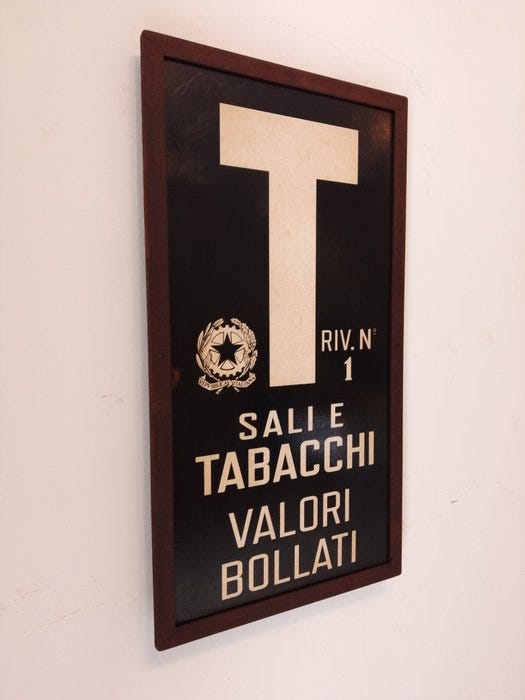 T
RIV. N°
1
SALI E
TABACCHI
VALORI
BOLLATI